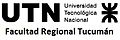 UTN Universidad
Tecnológica
Nacional
Facultad Regional Tucumán